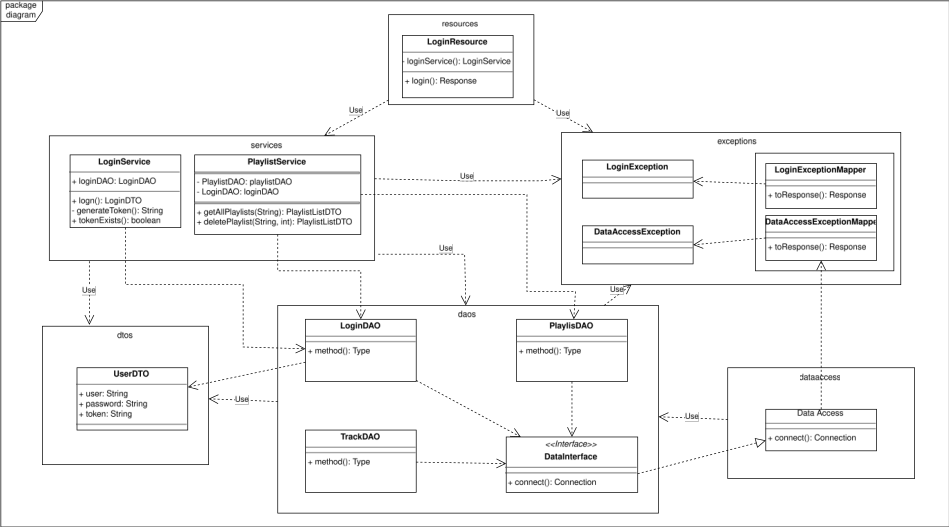 package
diagram
resources
LoginResource
- loginService(): LoginService
+ login(): Response
Use
Use
services
LoginService
+ loginDAO: LoginDAO
+ logn(): LoginDTO
- generateToken(): String
+ tokenExists(): boolean
PlaylistService
- PlaylistDAO: playlistDAO
- LoginDAO: loginDAO
+ getAllPlaylists(String): PlaylistListDTO
+ deletePlaylist(String, int): PlaylistListDTO
Use
exceptions
LoginException
DataAccessException
LoginExceptionMapper
+ toResponse(): Response
DataAccessExceptionMappe
+ toResponse(): Response
Use
Use
Use
dtos
UserDTO
+ user: String
+ password: String
+ token: String
Use
daos
LoginDAO
+ method(): Type
PlaylisDAO
+ method(): Type
TrackDAO
+ method(): Type
<<Interface>>
DataInterface
+ connect(): Connection
Use
dataaccess
Data Access
+ connect(): Connection